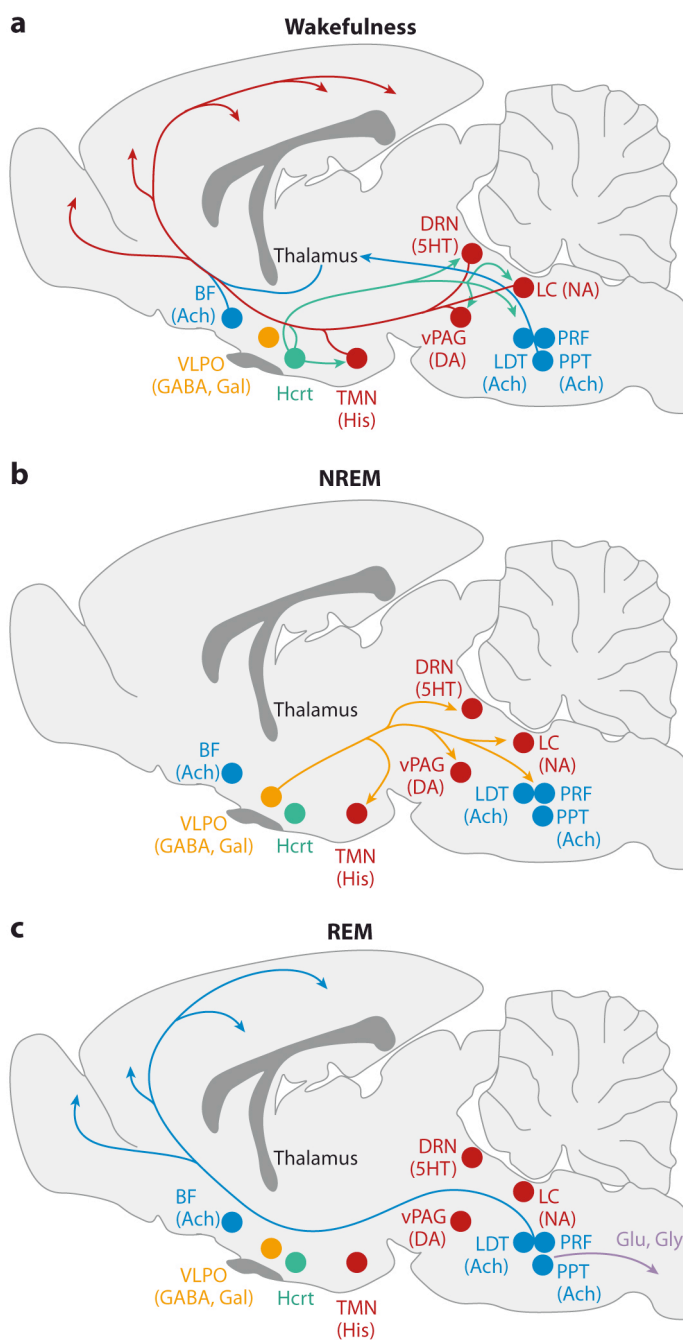 a
Wakefulness
DRN
(5HT)
Thalamus
LC (NA)
BF
(Ach)
vPAG
(DA)
PRF
LDT
(Ach)
PPT
(Ach)
VLPO
(GABA, Gal)
Hcrt
TMN
(His)
b
NREM
DRN
(5HT)
Thalamus
LC
(NA)
BF
(Ach)
vPAG
(DA)
LDT
(Ach)
PRF
PPT
(Ach)
VLPO
(GABA, Gal)
Hcrt
TMN
(His)
c
REM
DRN
(5HT)
Thalamus
LC
(NA)
BF
(Ach)
vPAG
(DA)
LDT
(Ach)
PRF
Glu, Gly
PPT
(Ach)
VLPO
(GABA, Gal)
Hcrt
TMN
(His)